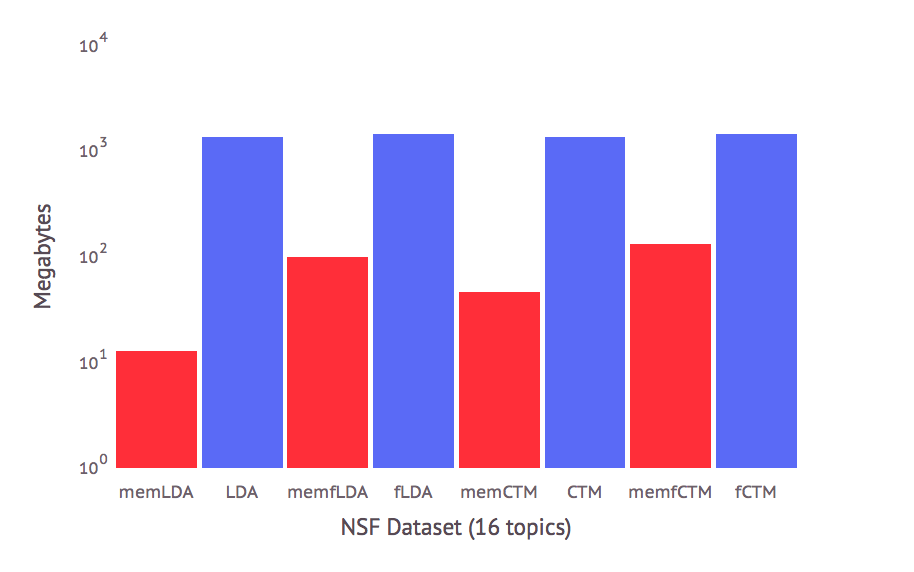 10^4
10^3
10^2
10^1
10^0
Megabytes
memLDA LDA memfLDA fLDA memCTM CTM memfCTM fCTM
NSF Dataset (16 topics)